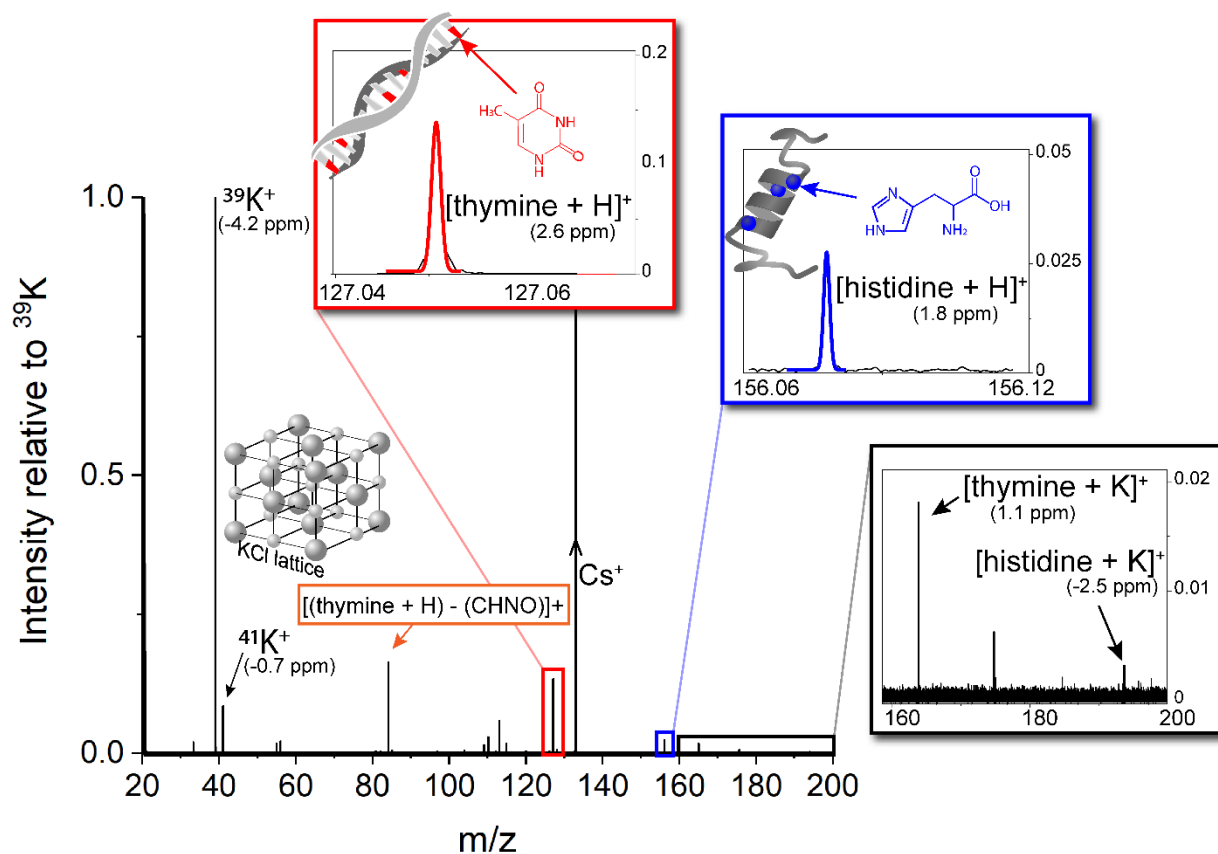 0.2
0.1
0
O
H₃C
NH
N
H
O
[thymine + H]⁺
(2.6 ppm)
127.04
127.06
0.05
0.025
0
O
N
OH
HN
NH₂
[histidine + H]⁺
(1.8 ppm)
156.06
156.12
³⁹K⁺
(-4.2 ppm)
1.0
0.5
0.0
Intensity relative to ³⁹K
KCl lattice
[(thymine + H) - (CHNO)]+
⁴¹K⁺
(-0.7 ppm)
Cs⁺
0.02
0.01
0
[thymine + K]⁺
(1.1 ppm)
[histidine + K]⁺
(-2.5 ppm)
160
180
200
20
40
60
80
100
120
140
160
180
200
m/z